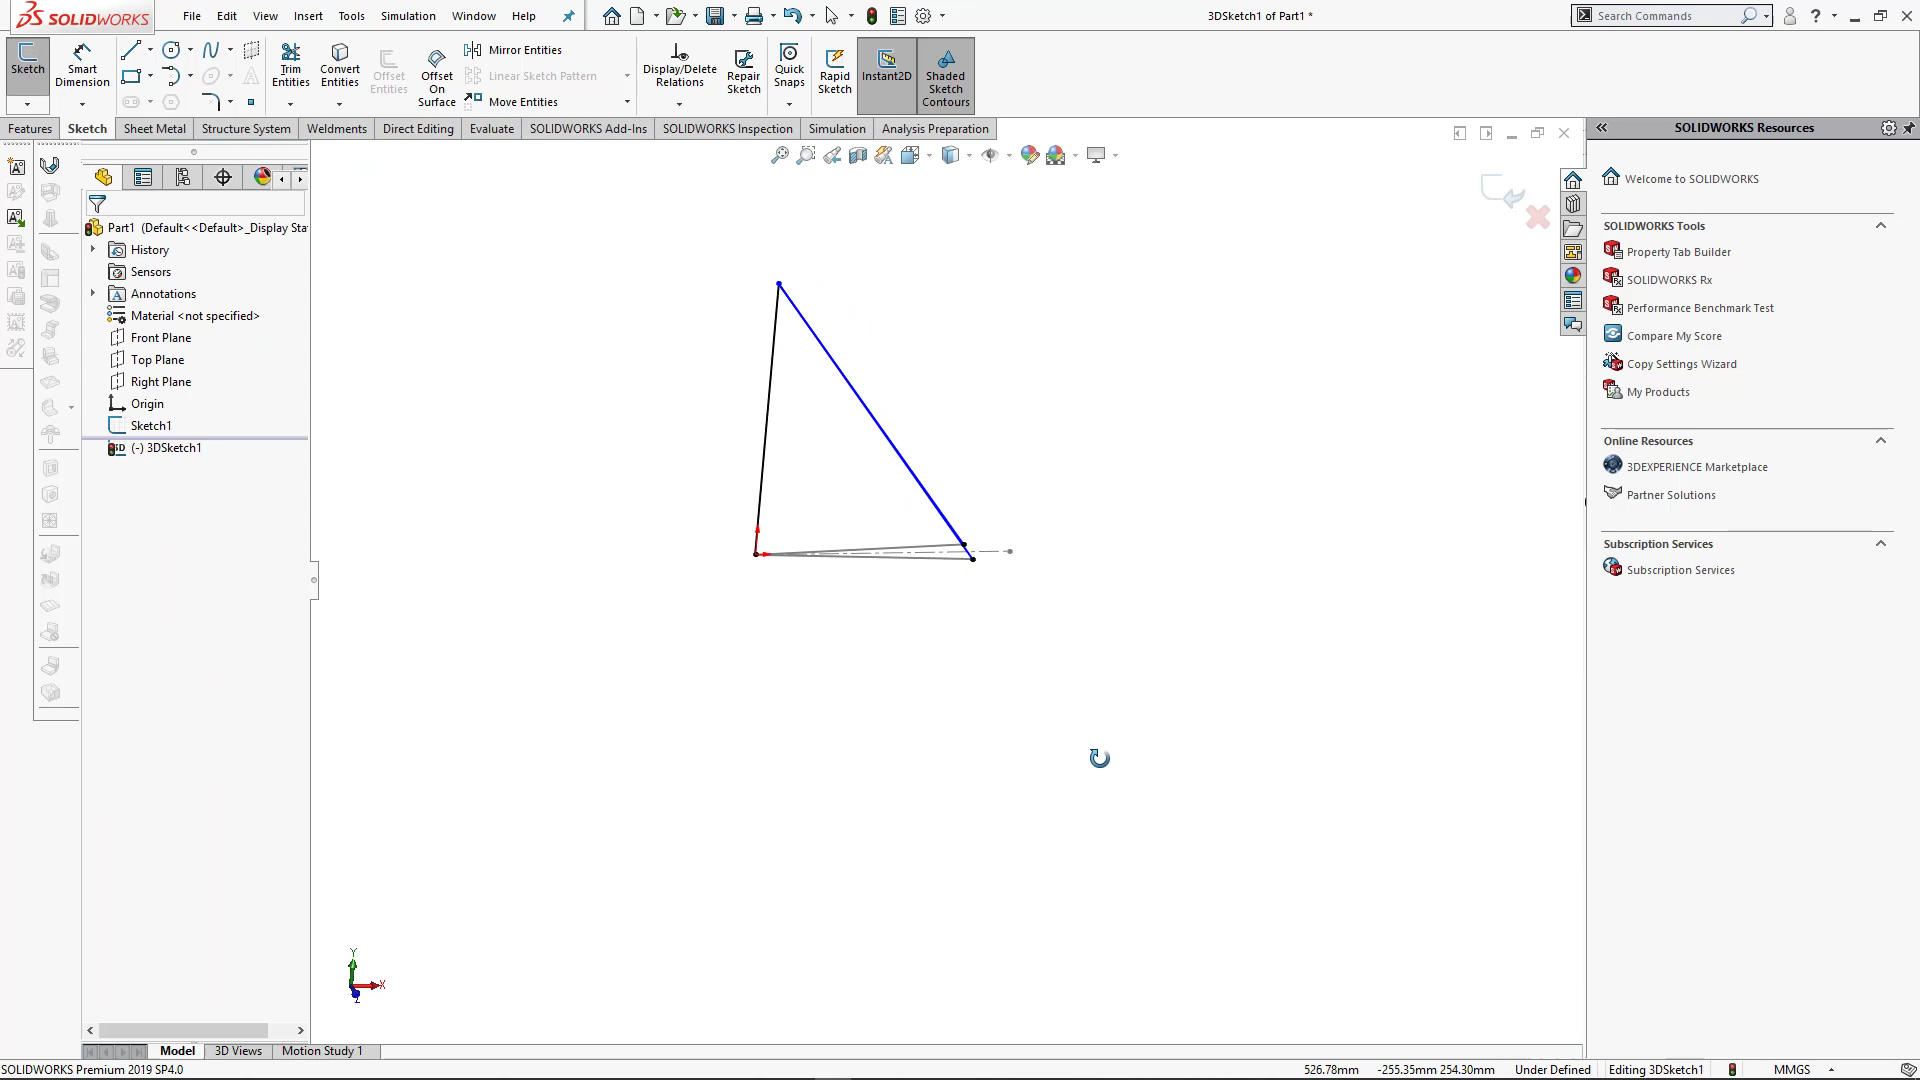 SOLIDWORKS
File
Edit
View
Insert
Tools
Simulation
Window
Help
3DSketch1 of Part1 *
Search Commands
Sketch
Smart
Dimension
Trim
Entities
Convert
Entities
Offset
Entities
Offset
On
Surface
Mirror Entities
Linear Sketch Pattern
Move Entities
Display/Delete
Relations
Repair
Sketch
Quick
Snaps
Rapid
Sketch
Instant2D
Shaded
Sketch
Contours
Features
Sketch
Sheet Metal
Structure System
Weldments
Direct Editing
Evaluate
SOLIDWORKS Add-Ins
SOLIDWORKS Inspection
Simulation
Analysis Preparation
Part1 (Default<<Default>_Display Sta
History
Sensors
Annotations
Material <not specified>
Front Plane
Top Plane
Right Plane
Origin
Sketch1
(-) 3DSketch1
SOLIDWORKS Resources
Welcome to SOLIDWORKS
SOLIDWORKS Tools
Property Tab Builder
SOLIDWORKS Rx
Performance Benchmark Test
Compare My Score
Copy Settings Wizard
My Products
Online Resources
3DEXPERIENCE Marketplace
Partner Solutions
Subscription Services
Subscription Services
Y
X
Z
Model
3D Views
Motion Study 1
SOLIDWORKS Premium 2019 SP4.0
526.78mm
-255.35mm 254.30mm
Under Defined
Editing 3DSketch1
MMGS